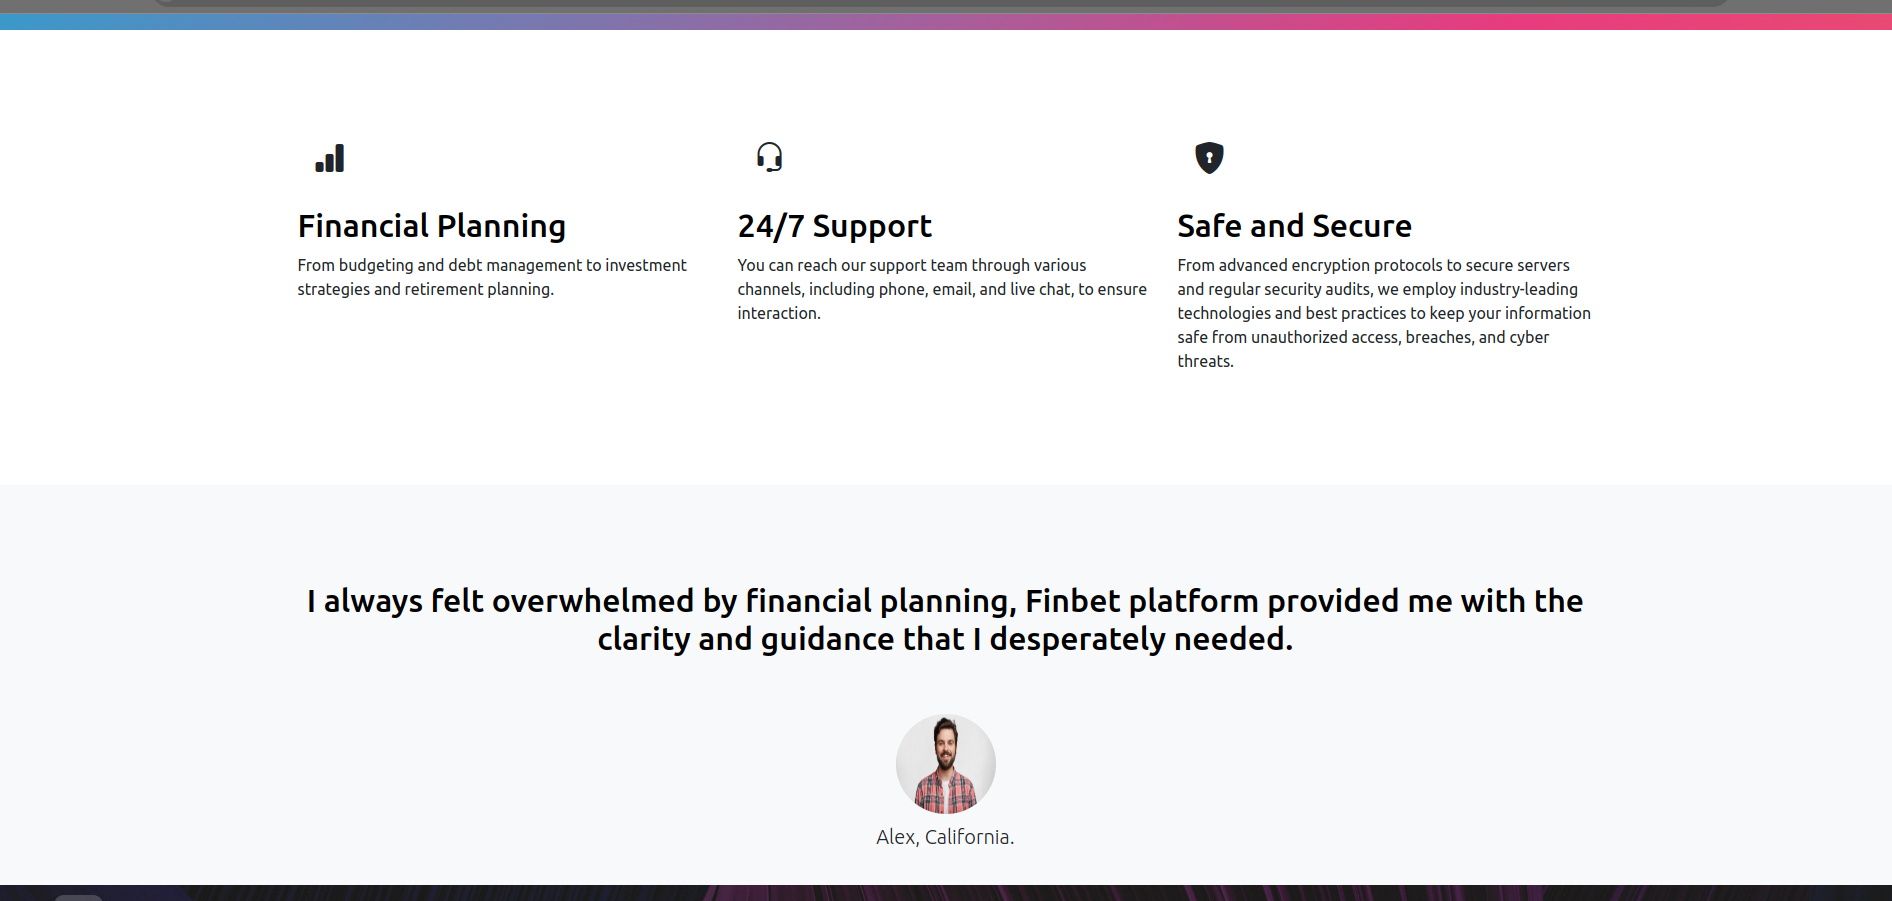 Financial Planning
From budgeting and debt management to investment
strategies and retirement planning.
24/7 Support
You can reach our support team through various
channels, including phone, email, and live chat, to ensure
interaction.
Safe and Secure
From advanced encryption protocols to secure servers
and regular security audits, we employ industry-leading
technologies and best practices to keep your information
safe from unauthorized access, breaches, and cyber
threats.
I always felt overwhelmed by financial planning, Finbet platform provided me with the
clarity and guidance that I desperately needed.
Alex, California.